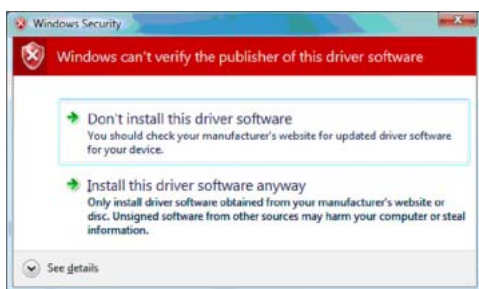 Windows Security
Windows can't verify the publisher of this driver software
Don't install this driver software
You should check your manufacturer's website for updated driver software
for your device.
Install this driver software anyway
Only install driver software obtained from your manufacturer's website or
disc. Unsigned software from other sources may harm your computer or steal
information.
See details